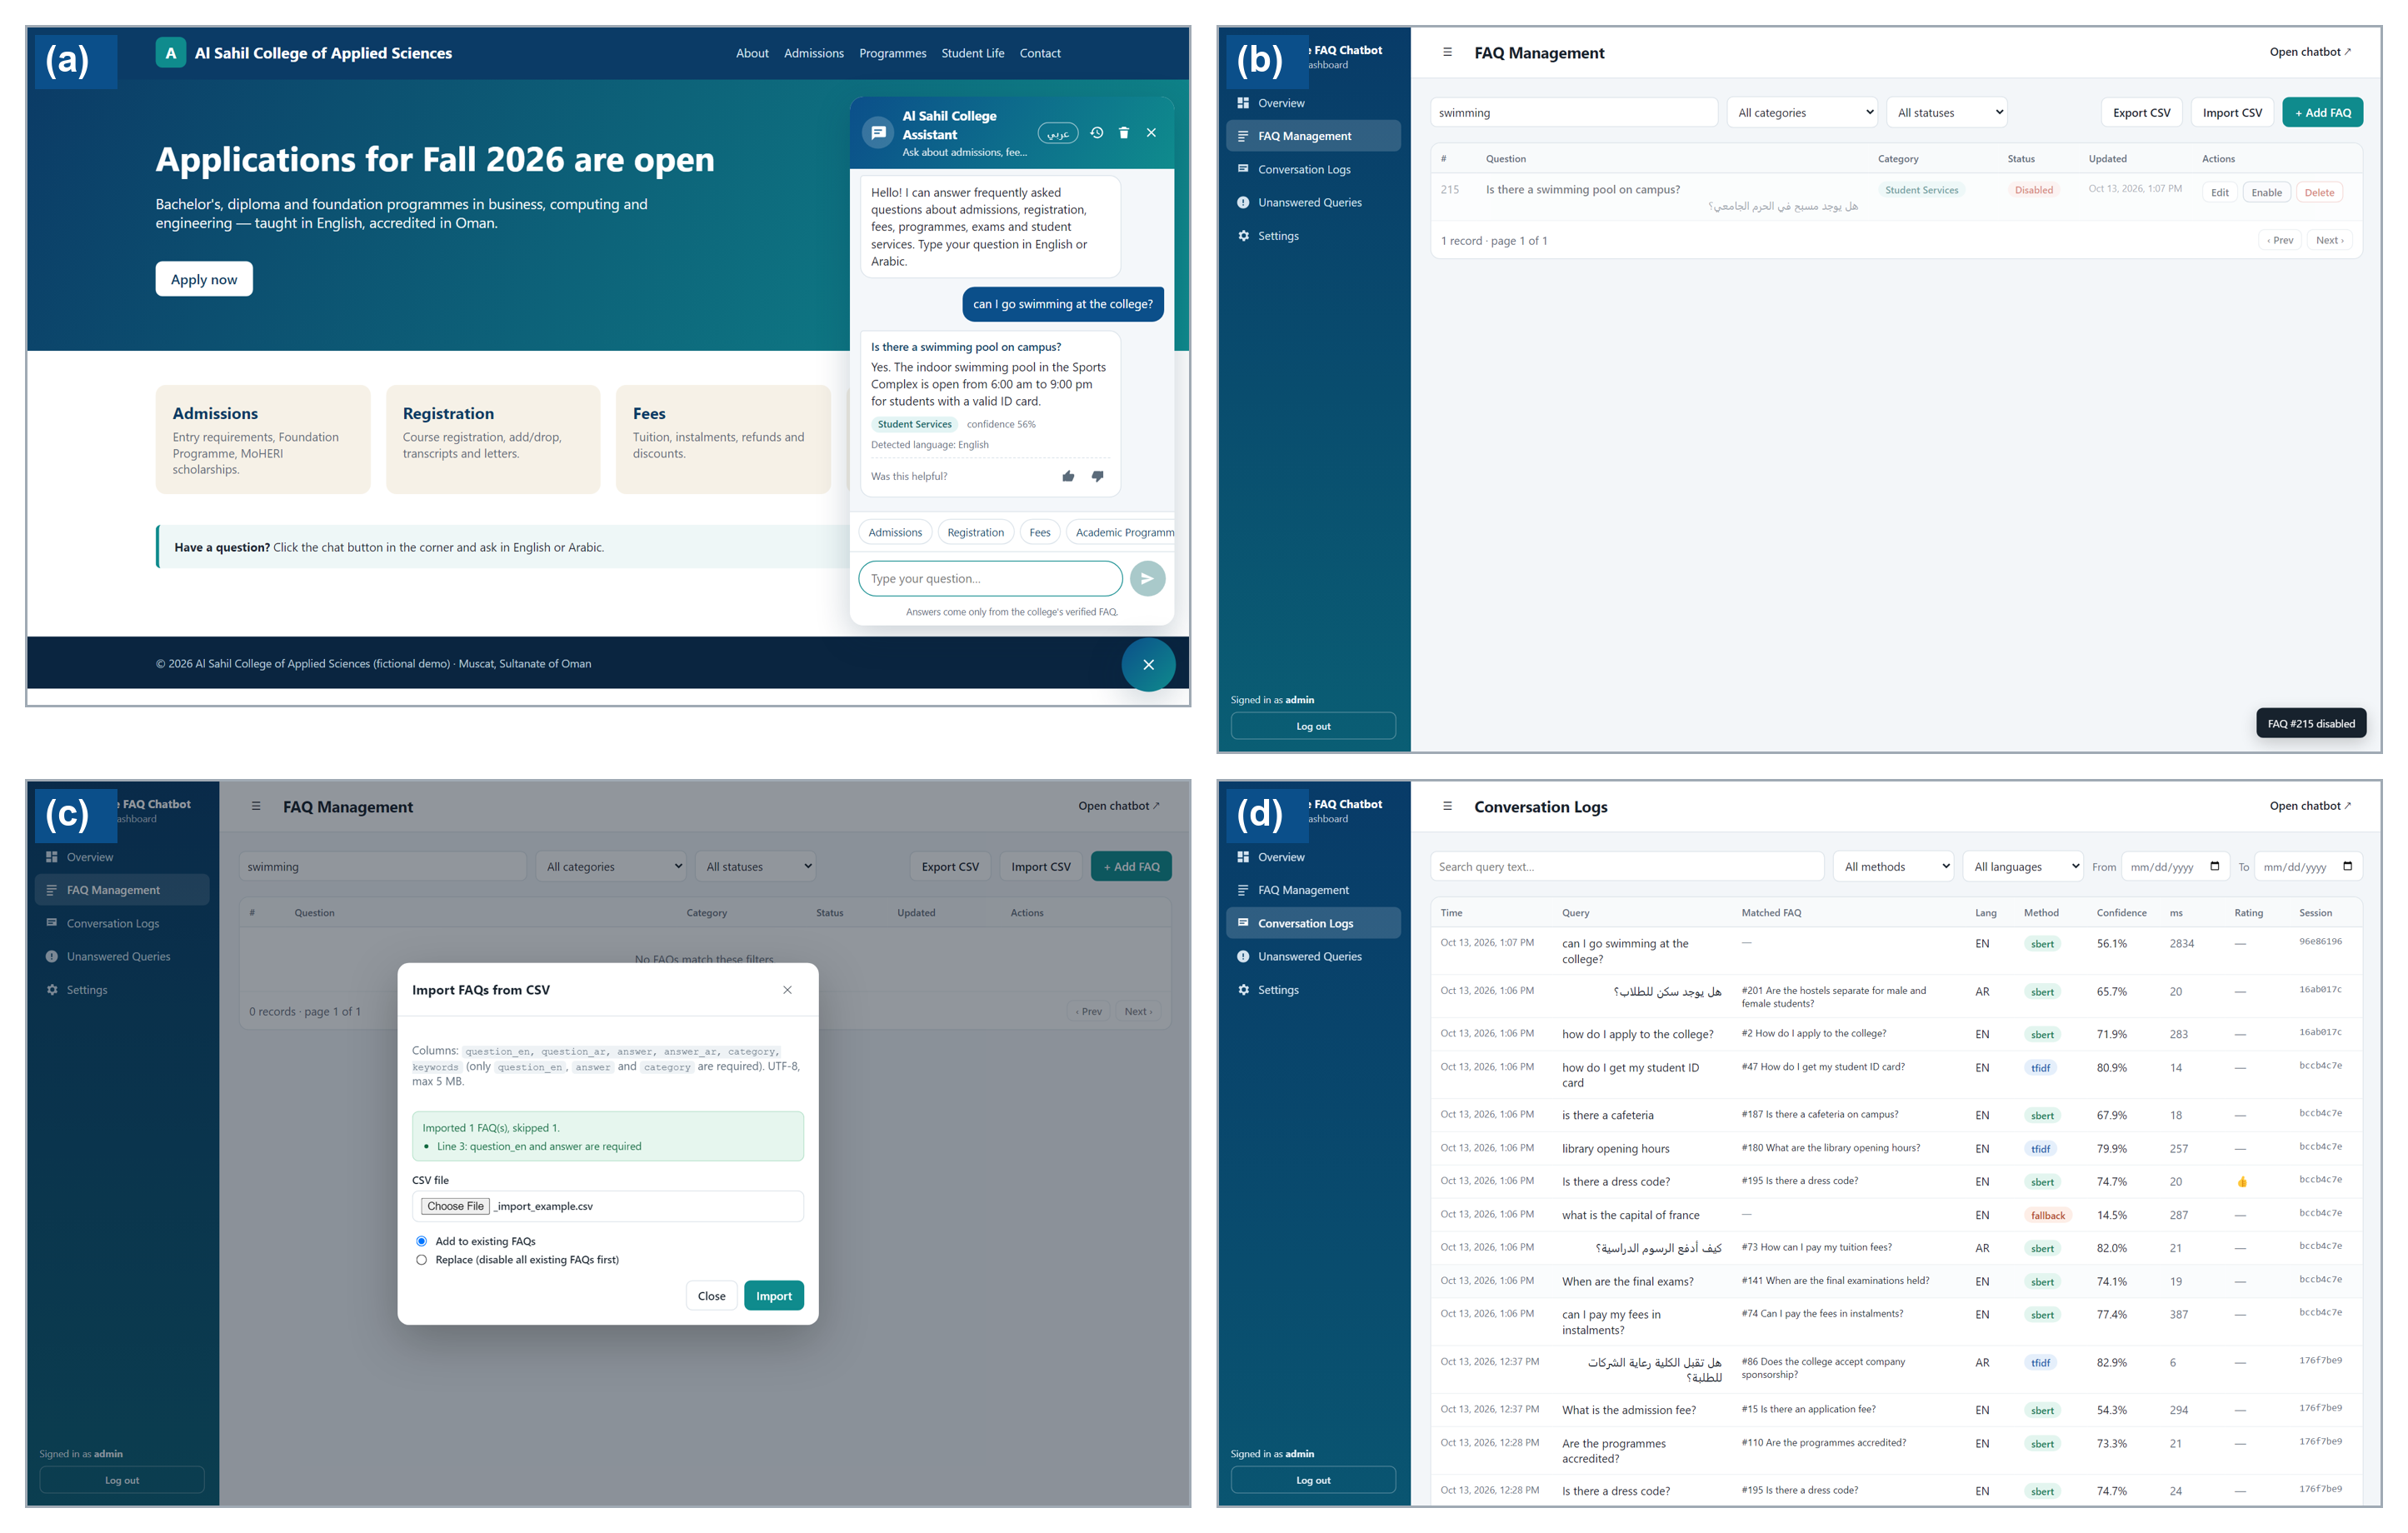 (a)
A Al Sahil College of Applied Sciences
About Admissions Programmes Student Life Contact
Applications for Fall 2026 are open
Bachelor's, diploma and foundation programmes in business, computing and
engineering — taught in English, accredited in Oman.
Apply now
Al Sahil College
Assistant
عربي
Ask about admissions, fee...
Hello! I can answer frequently asked
questions about admissions, registration,
fees, programmes, exams and student
services. Type your question in English or
Arabic.
can I go swimming at the college?
Is there a swimming pool on campus?
Yes. The indoor swimming pool in the Sports
Complex is open from 6:00 am to 9:00 pm
for students with a valid ID card.
Student Services confidence 56%
Detected language: English
Was this helpful?
Admissions Registration Fees Academic Programm
Type your question...
Answers come only from the college's verified FAQ.
Admissions
Entry requirements, Foundation
Programme, MoHERI
scholarships.
Registration
Course registration, add/drop,
transcripts and letters.
Fees
Tuition, instalments, refunds and
discounts.
Have a question? Click the chat button in the corner and ask in English or Arabic.
© 2026 Al Sahil College of Applied Sciences (fictional demo) · Muscat, Sultanate of Oman
(b)
e FAQ Chatbot
ashboard
Overview
FAQ Management
Conversation Logs
Unanswered Queries
Settings
Signed in as admin
Log out
FAQ Management
Open chatbot ↗
swimming All categories All statuses Export CSV Import CSV + Add FAQ
# Question Category Status Updated Actions
215 Is there a swimming pool on campus? Student Services Disabled Oct 13, 2026, 1:07 PM Edit Enable Delete
هل يوجد مسبح في الحرم الجامعي؟
1 record · page 1 of 1 ‹ Prev Next ›
FAQ #215 disabled
(c)
e FAQ Chatbot
ashboard
Overview
FAQ Management
Conversation Logs
Unanswered Queries
Settings
Signed in as admin
Log out
FAQ Management
Open chatbot ↗
swimming All categories All statuses Export CSV Import CSV + Add FAQ
# Question Category Status Updated Actions
No FAQs match these filters
0 records · page 1 of 1 ‹ Prev Next ›
Import FAQs from CSV
Columns: question_en, question_ar, answer, answer_ar, category,
keywords (only question_en, answer and category are required). UTF-8,
max 5 MB.
Imported 1 FAQ(s), skipped 1.
• Line 3: question_en and answer are required
CSV file
Choose File _import_example.csv
Add to existing FAQs
Replace (disable all existing FAQs first)
Close Import
(d)
e FAQ Chatbot
ashboard
Overview
FAQ Management
Conversation Logs
Unanswered Queries
Settings
Signed in as admin
Log out
Conversation Logs
Open chatbot ↗
Search query text... All methods All languages From mm/dd/yyyy To mm/dd/yyyy
Time Query Matched FAQ Lang Method Confidence ms Rating Session
Oct 13, 2026, 1:07 PM can I go swimming at the — EN sbert 56.1% 2834 — 96e86196
college?
Oct 13, 2026, 1:06 PM هل يوجد سكن للطلاب؟ #201 Are the hostels separate for male and AR sbert 65.7% 20 — 16ab017c
female students?
Oct 13, 2026, 1:06 PM how do I apply to the college? #2 How do I apply to the college? EN sbert 71.9% 283 — 16ab017c
Oct 13, 2026, 1:06 PM how do I get my student ID #47 How do I get my student ID card? EN tfidf 80.9% 14 — bccb4c7e
card
Oct 13, 2026, 1:06 PM is there a cafeteria #187 Is there a cafeteria on campus? EN sbert 67.9% 18 — bccb4c7e
Oct 13, 2026, 1:06 PM library opening hours #180 What are the library opening hours? EN tfidf 79.9% 257 — bccb4c7e
Oct 13, 2026, 1:06 PM Is there a dress code? #195 Is there a dress code? EN sbert 74.7% 20 👍 bccb4c7e
Oct 13, 2026, 1:06 PM what is the capital of france — EN fallback 14.5% 287 — bccb4c7e
Oct 13, 2026, 1:06 PM كيف أدفع الرسوم الدراسية؟ #73 How can I pay my tuition fees? AR sbert 82.0% 21 — bccb4c7e
Oct 13, 2026, 1:06 PM When are the final exams? #141 When are the final examinations held? EN sbert 74.1% 19 — bccb4c7e
Oct 13, 2026, 1:06 PM can I pay my fees in #74 Can I pay the fees in instalments? EN sbert 77.4% 387 — bccb4c7e
instalments?
Oct 13, 2026, 12:37 PM هل تقبل الكلية رعاية الشركات #86 Does the college accept company AR tfidf 82.9% 6 — 176f7be9
للطلبة؟ sponsorship?
Oct 13, 2026, 12:37 PM What is the admission fee? #15 Is there an application fee? EN sbert 54.3% 294 — 176f7be9
Oct 13, 2026, 12:28 PM Are the programmes #110 Are the programmes accredited? EN sbert 73.3% 21 — 176f7be9
accredited?
Oct 13, 2026, 12:28 PM Is there a dress code? #195 Is there a dress code? EN sbert 74.7% 24 — 176f7be9